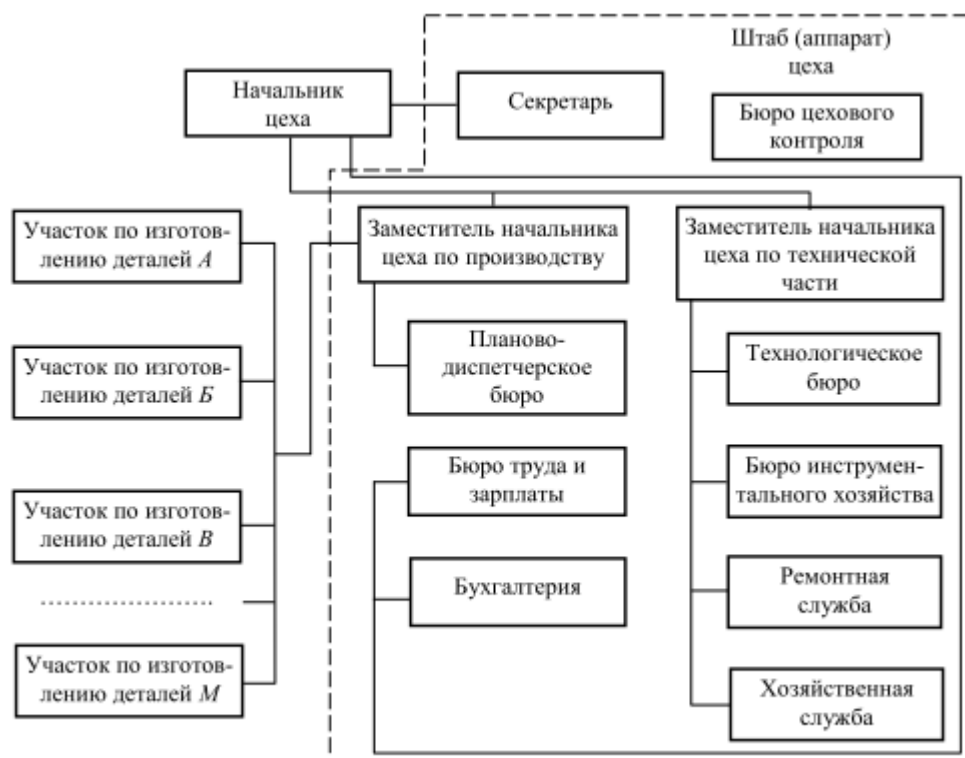 Штаб (аппарат)
цеха
Начальник
цеха
Секретарь
Бюро цехового
контроля
Участок по изготов-
лению деталей А
Заместитель начальника
цеха по производству
Заместитель начальника
цеха по технической
части
Планово-
диспетчерское
бюро
Технологическое
бюро
Участок по изготов-
лению деталей Б
Бюро труда и
зарплаты
Бюро инструмен-
тального хозяйства
Участок по изготов-
лению деталей В
Бухгалтерия
Ремонтная
служба
Участок по изготов-
лению деталей М
Хозяйственная
служба